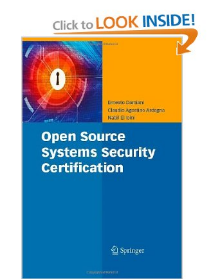 Click to LOOK INSIDE!
Ernesto Damiani
Claudio Agostino Ardagna
Nabil El Ioini
Open Source
Systems Security
Certification
Springer